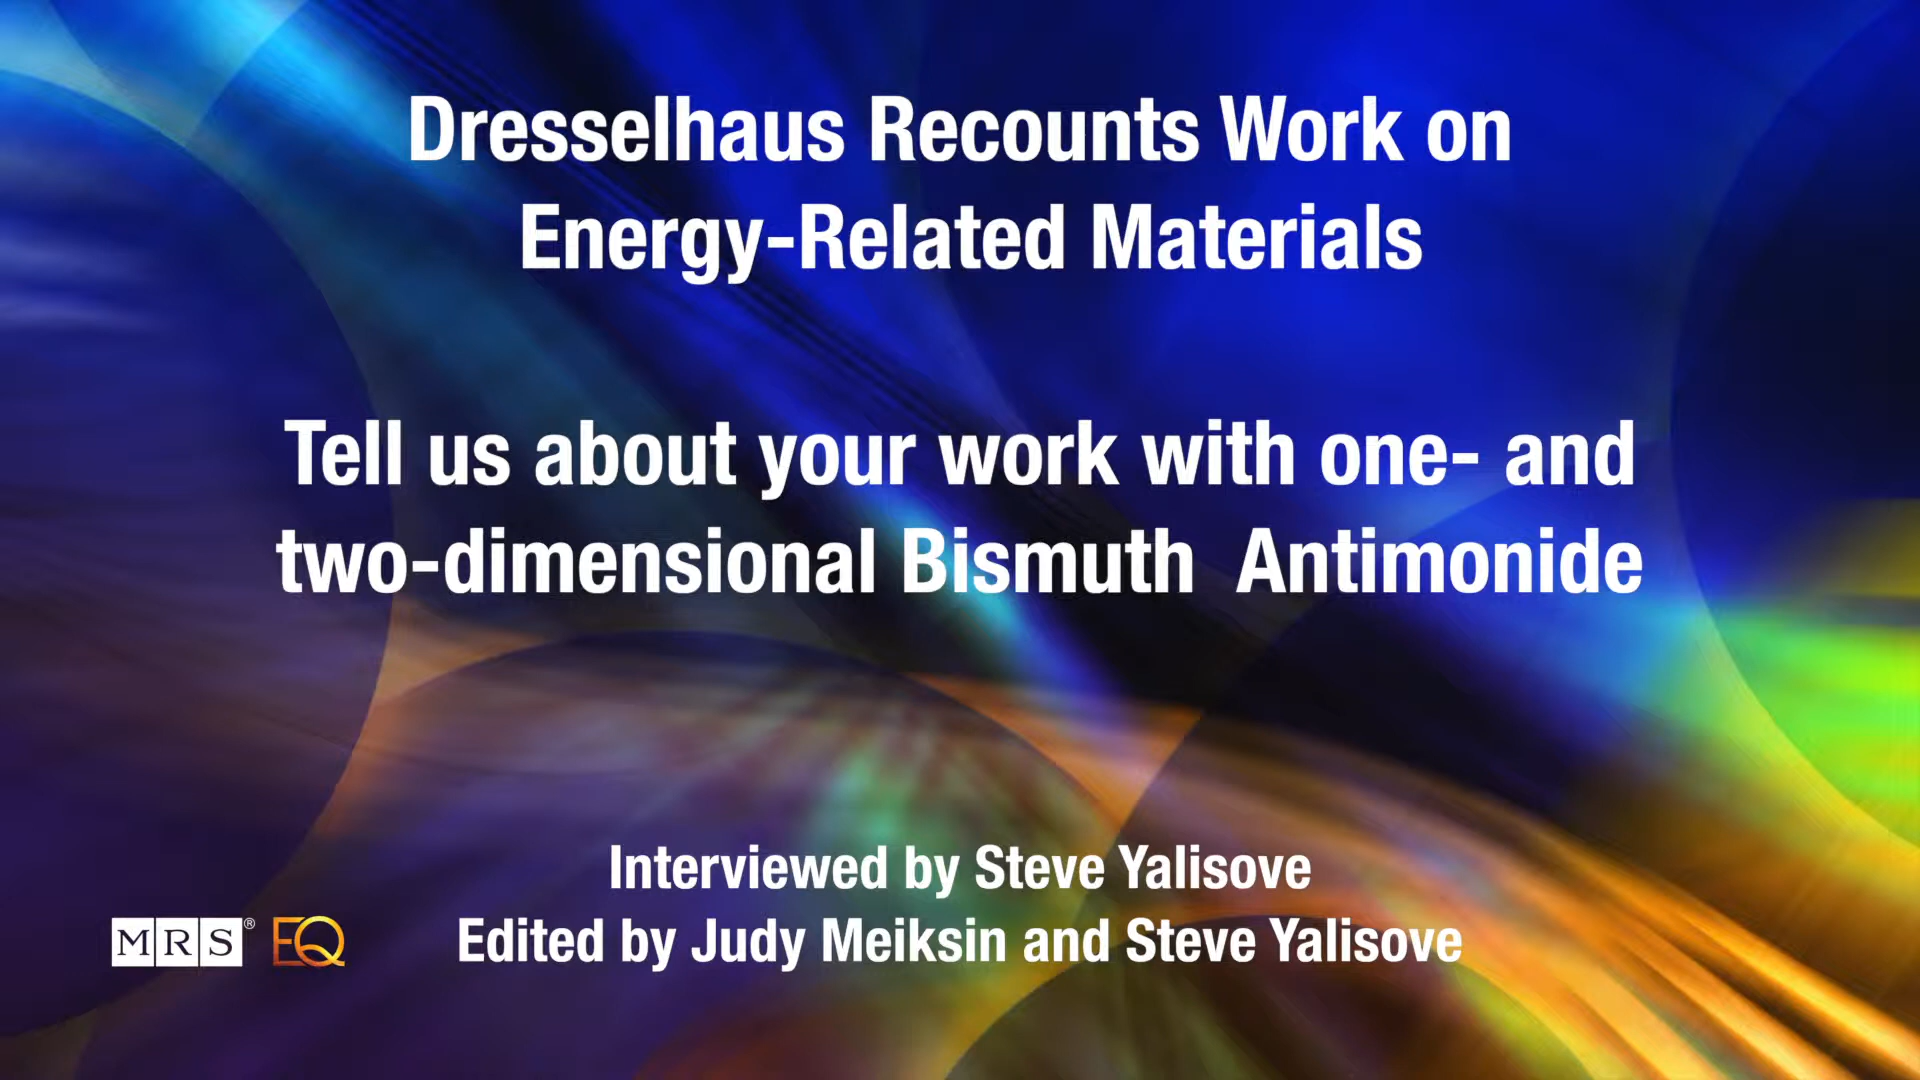 Dresselhaus Recounts Work on
Energy-Related Materials
Tell us about your work with one- and
two-dimensional Bismuth  Antimonide
Interviewed by Steve Yalisove
Edited by Judy Meiksin and Steve Yalisove
MRS® EQ